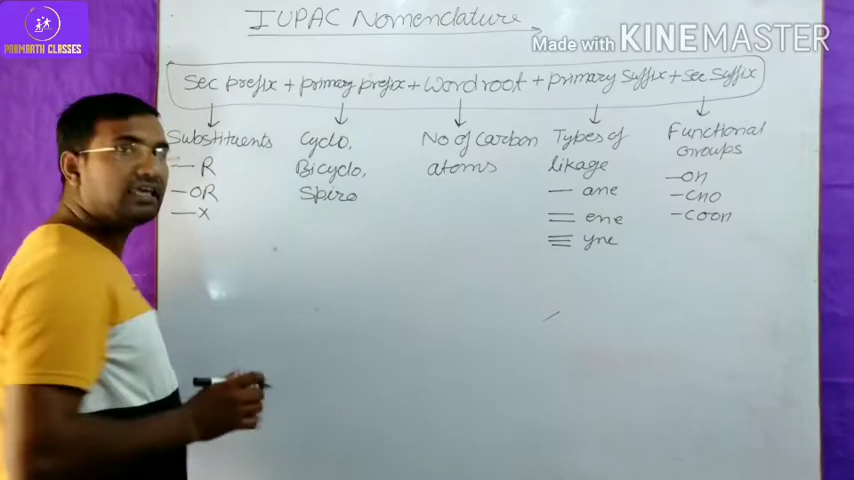 PARMARTH CLASSES
IUPAC Nomenclature
Made with KINEMASTER
Sec prefix + primary prefix + Word root + primary Suffix + Sec Suffix
Substituents
— R
— OR
— X
Cyclo,
Bicyclo,
Spiro
No of Carbon
atoms
Types of
likage
— ane
= ene
≡ yne
Functional
Groups
— OH
— CHO
— COOH